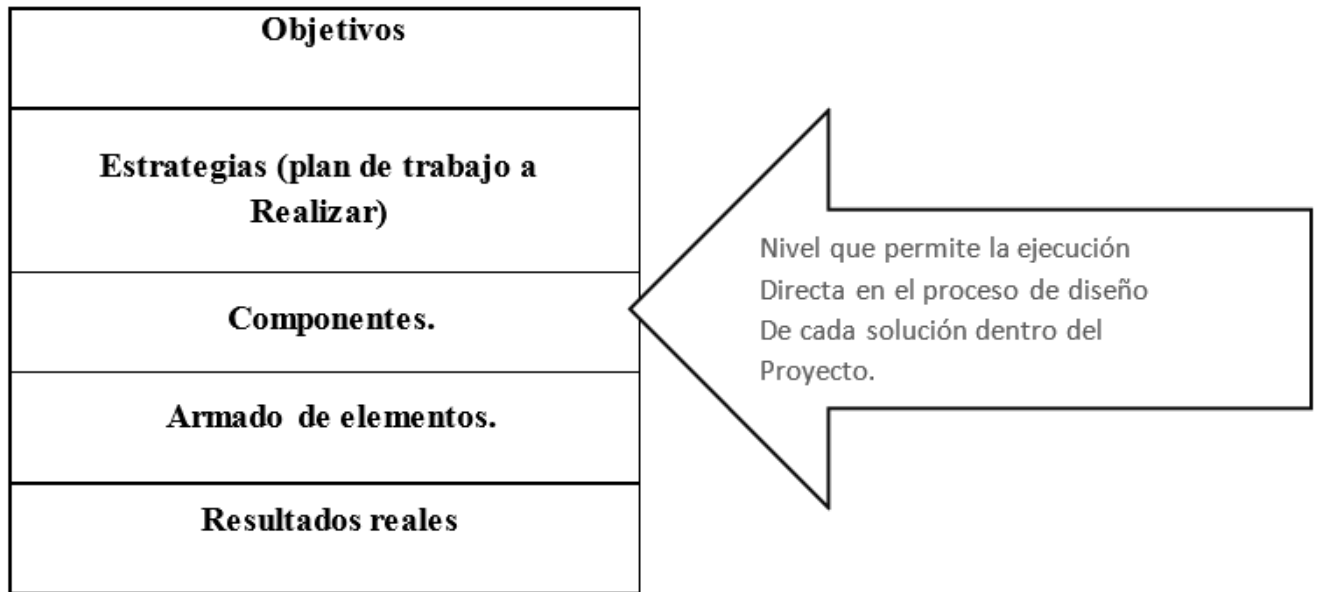 Objetivos
Estrategias (plan de trabajo a
Realizar)
Componentes.
Armado de elementos.
Resultados reales
Nivel que permite la ejecución
Directa en el proceso de diseño
De cada solución dentro del
Proyecto.